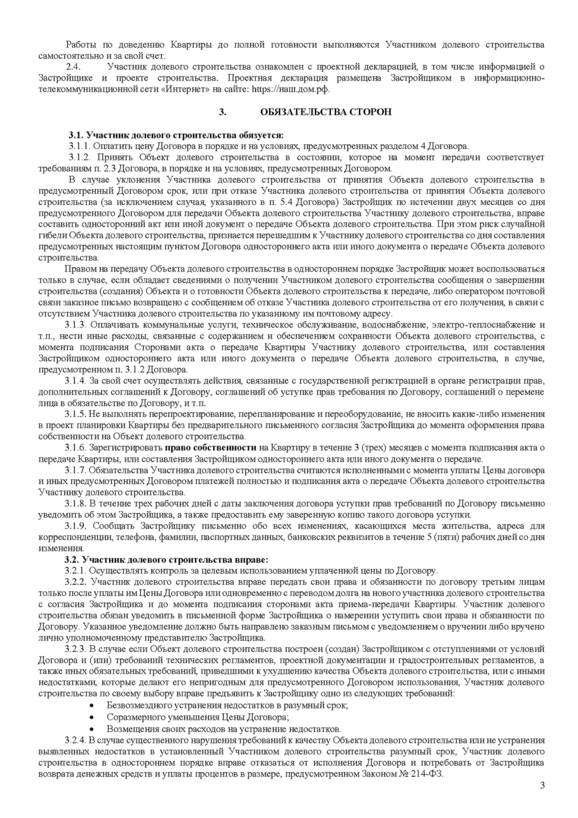 Работы по доведению Квартиры до полной готовности выполняются Участником долевого строительства
самостоятельно и за свой счет.
2.4. Участник долевого строительства ознакомлен с проектной декларацией, в том числе информацией о
Застройщике и проекте строительства. Проектная декларация размещена Застройщиком в информационно-
телекоммуникационной сети «Интернет» на сайте: https://наш.дом.рф.
3. ОБЯЗАТЕЛЬСТВА СТОРОН
3.1. Участник долевого строительства обязуется:
3.1.1. Оплатить цену Договора в порядке и на условиях, предусмотренных разделом 4 Договора.
3.1.2. Принять Объект долевого строительства в состоянии, которое на момент передачи соответствует
требованиям п. 2.3 Договора, в порядке и на условиях, предусмотренных Договором.
В случае уклонения Участника долевого строительства от принятия Объекта долевого строительства в
предусмотренный Договором срок, или при отказе Участника долевого строительства от принятия Объекта долевого
строительства (за исключением случая, указанного в п. 5.4 Договора) Застройщик по истечении двух месяцев со дня
предусмотренного Договором для передачи Объекта долевого строительства Участнику долевого строительства, вправе
составить односторонний акт или иной документ о передаче Объекта долевого строительства. При этом риск случайной
гибели Объекта долевого строительства, признается перешедшим к Участнику долевого строительства со дня составления
предусмотренных настоящим пунктом Договора одностороннего акта или иного документа о передаче Объекта долевого
строительства.
Правом на передачу Объекта долевого строительства в одностороннем порядке Застройщик может воспользоваться
только в случае, если обладает сведениями о получении Участником долевого строительства сообщения о завершении
строительства (создания) Объекта и о готовности Объекта долевого строительства к передаче, либо оператором почтовой
связи заказное письмо возвращено с сообщением об отказе Участника долевого строительства от его получения, в связи с
отсутствием Участника долевого строительства по указанному им почтовому адресу.
3.1.3. Оплачивать коммунальные услуги, техническое обслуживание, водоснабжение, электро-теплоснабжение и
т.п., нести иные расходы, связанные с содержанием и обеспечением сохранности Объекта долевого строительства, с
момента подписания Сторонами акта о передаче Квартиры Участнику долевого строительства, или составления
Застройщиком одностороннего акта или иного документа о передаче Объекта долевого строительства, в случае,
предусмотренном п. 3.1.2 Договора.
3.1.4. За свой счет осуществлять действия, связанные с государственной регистрацией в органе регистрации прав,
дополнительных соглашений к Договору, соглашений об уступке прав требования по Договору, соглашений о перемене
лица в обязательстве по Договору, и т.п.
3.1.5. Не выполнять перепроектирование, перепланирование и переоборудование, не вносить какие-либо изменения
в проект планировки Квартиры без предварительного письменного согласия Застройщика до момента оформления права
собственности на Объект долевого строительства.
3.1.6. Зарегистрировать право собственности на Квартиру в течение 3 (трех) месяцев с момента подписания акта о
передаче Квартиры, или составления Застройщиком одностороннего акта или иного документа о передаче.
3.1.7. Обязательства Участника долевого строительства считаются исполненными с момента уплаты Цены договора
и иных предусмотренных Договором платежей полностью и подписания акта о передаче Объекта долевого строительства
Участнику долевого строительства.
3.1.8. В течение трех рабочих дней с даты заключения договора уступки прав требований по Договору письменно
уведомить об этом Застройщика, а также предоставить ему заверенную копию такого договора уступки.
3.1.9. Сообщать Застройщику письменно обо всех изменениях, касающихся места жительства, адреса для
корреспонденции, телефона, фамилии, паспортных данных, банковских реквизитов в течение 5 (пяти) рабочих дней со дня
изменения.
3.2. Участник долевого строительства вправе:
3.2.1. Осуществлять контроль за целевым использованием уплаченной цены по Договору.
3.2.2. Участник долевого строительства вправе передать свои права и обязанности по договору третьим лицам
только после уплаты им Цены Договора или одновременно с переводом долга на нового участника долевого строительства
с согласия Застройщика и до момента подписания сторонами акта приема-передачи Квартиры. Участник долевого
строительства обязан уведомить в письменной форме Застройщика о намерении уступить свои права и обязанности по
Договору. Указанное уведомление должно быть направлено заказным письмом с уведомлением о вручении либо вручено
лично уполномоченному представителю Застройщика.
3.2.3. В случае если Объект долевого строительства построен (создан) Застройщиком с отступлениями от условий
Договора и (или) требований технических регламентов, проектной документации и градостроительных регламентов, а
также иных обязательных требований, приведшими к ухудшению качества Объекта долевого строительства, или с иными
недостатками, которые делают его непригодным для предусмотренного Договором использования, Участник долевого
строительства по своему выбору вправе предъявить к Застройщику одно из следующих требований:
• Безвозмездного устранения недостатков в разумный срок;
• Соразмерного уменьшения Цены Договора;
• Возмещения своих расходов на устранение недостатков.
3.2.4. В случае существенного нарушения требований к качеству Объекта долевого строительства или не устранения
выявленных недостатков в установленный Участником долевого строительства разумный срок, Участник долевого
строительства в одностороннем порядке вправе отказаться от исполнения Договора и потребовать от Застройщика
возврата денежных средств и уплаты процентов в размере, предусмотренном Законом № 214-ФЗ.
3